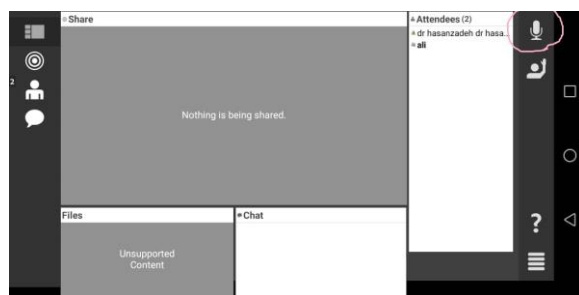 Share
Nothing is being shared.
Attendees (2)
dr hasanzadeh dr hasa...
ali
2
Files
Unsupported
Content
Chat
?